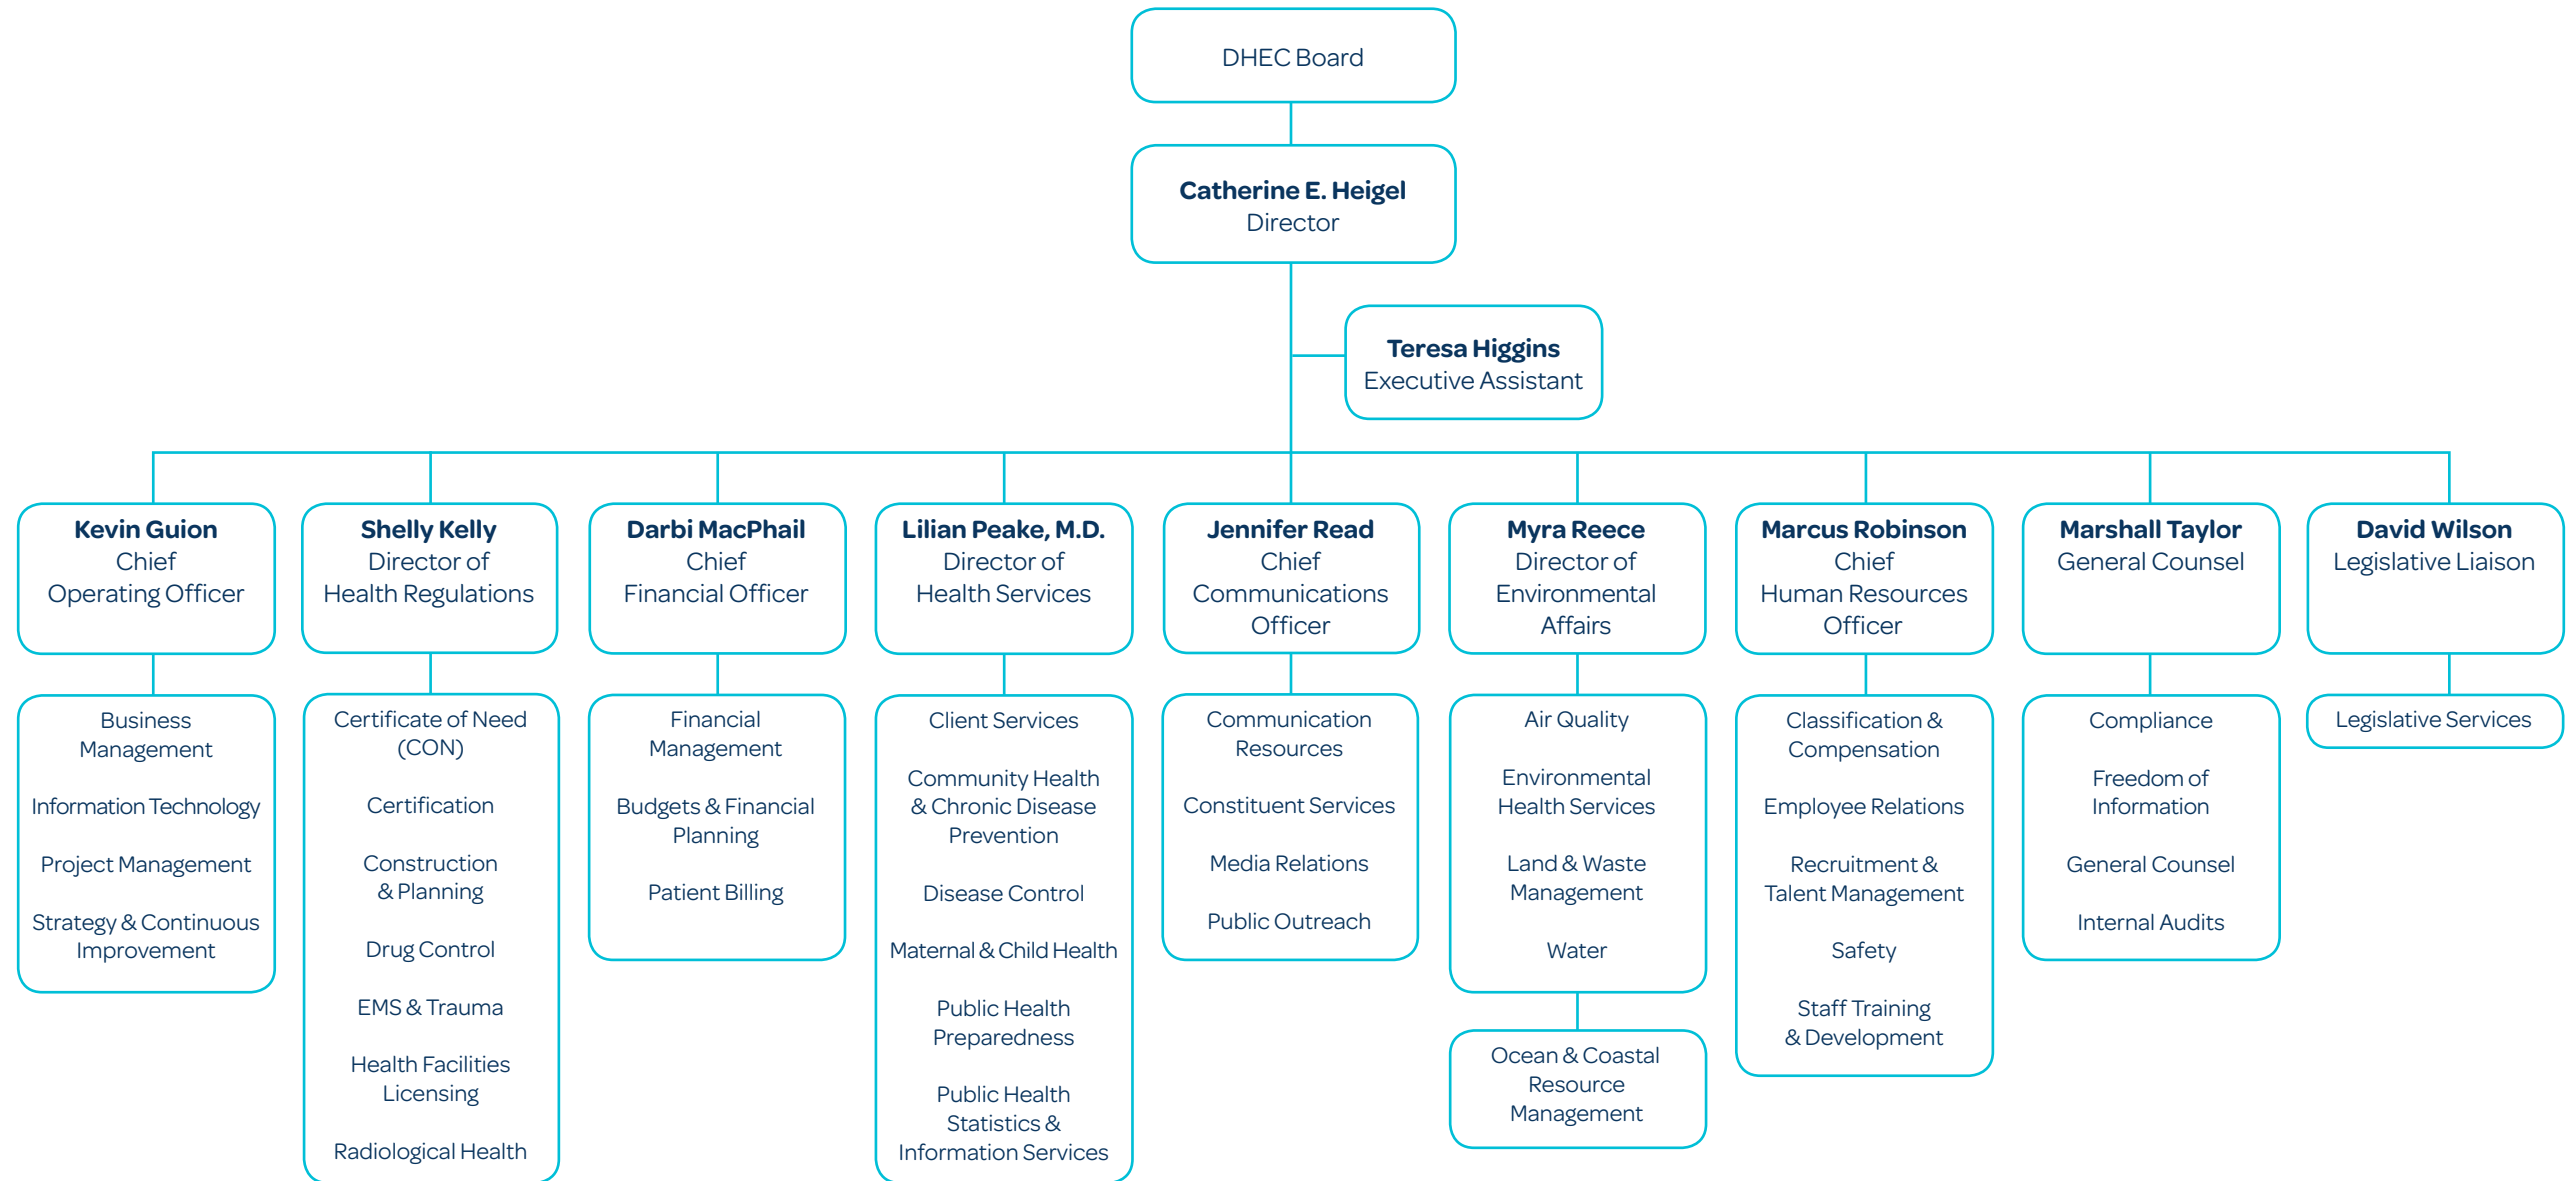 DHEC Board
Catherine E. Heigel
Director
Teresa Higgins
Executive Assistant
Kevin Guion
Chief
Operating Officer
Shelly Kelly
Director of
Health Regulations
Darbi MacPhail
Chief
Financial Officer
Lilian Peake, M.D.
Director of
Health Services
Jennifer Read
Chief
Communications
Officer
Myra Reece
Director of
Environmental
Affairs
Marcus Robinson
Chief
Human Resources
Officer
Marshall Taylor
General Counsel
David Wilson
Legislative Liaison
Business
Management
Information Technology
Project Management
Strategy & Continuous
Improvement
Certificate of Need
(CON)
Certification
Construction
& Planning
Drug Control
EMS & Trauma
Health Facilities
Licensing
Radiological Health
Financial
Management
Budgets & Financial
Planning
Patient Billing
Client Services
Community Health
& Chronic Disease
Prevention
Disease Control
Maternal & Child Health
Public Health
Preparedness
Public Health
Statistics &
Information Services
Communication
Resources
Constituent Services
Media Relations
Public Outreach
Air Quality
Environmental
Health Services
Land & Waste
Management
Water
Ocean & Coastal
Resource
Management
Classification &
Compensation
Employee Relations
Recruitment &
Talent Management
Safety
Staff Training
& Development
Compliance
Freedom of
Information
General Counsel
Internal Audits
Legislative Services